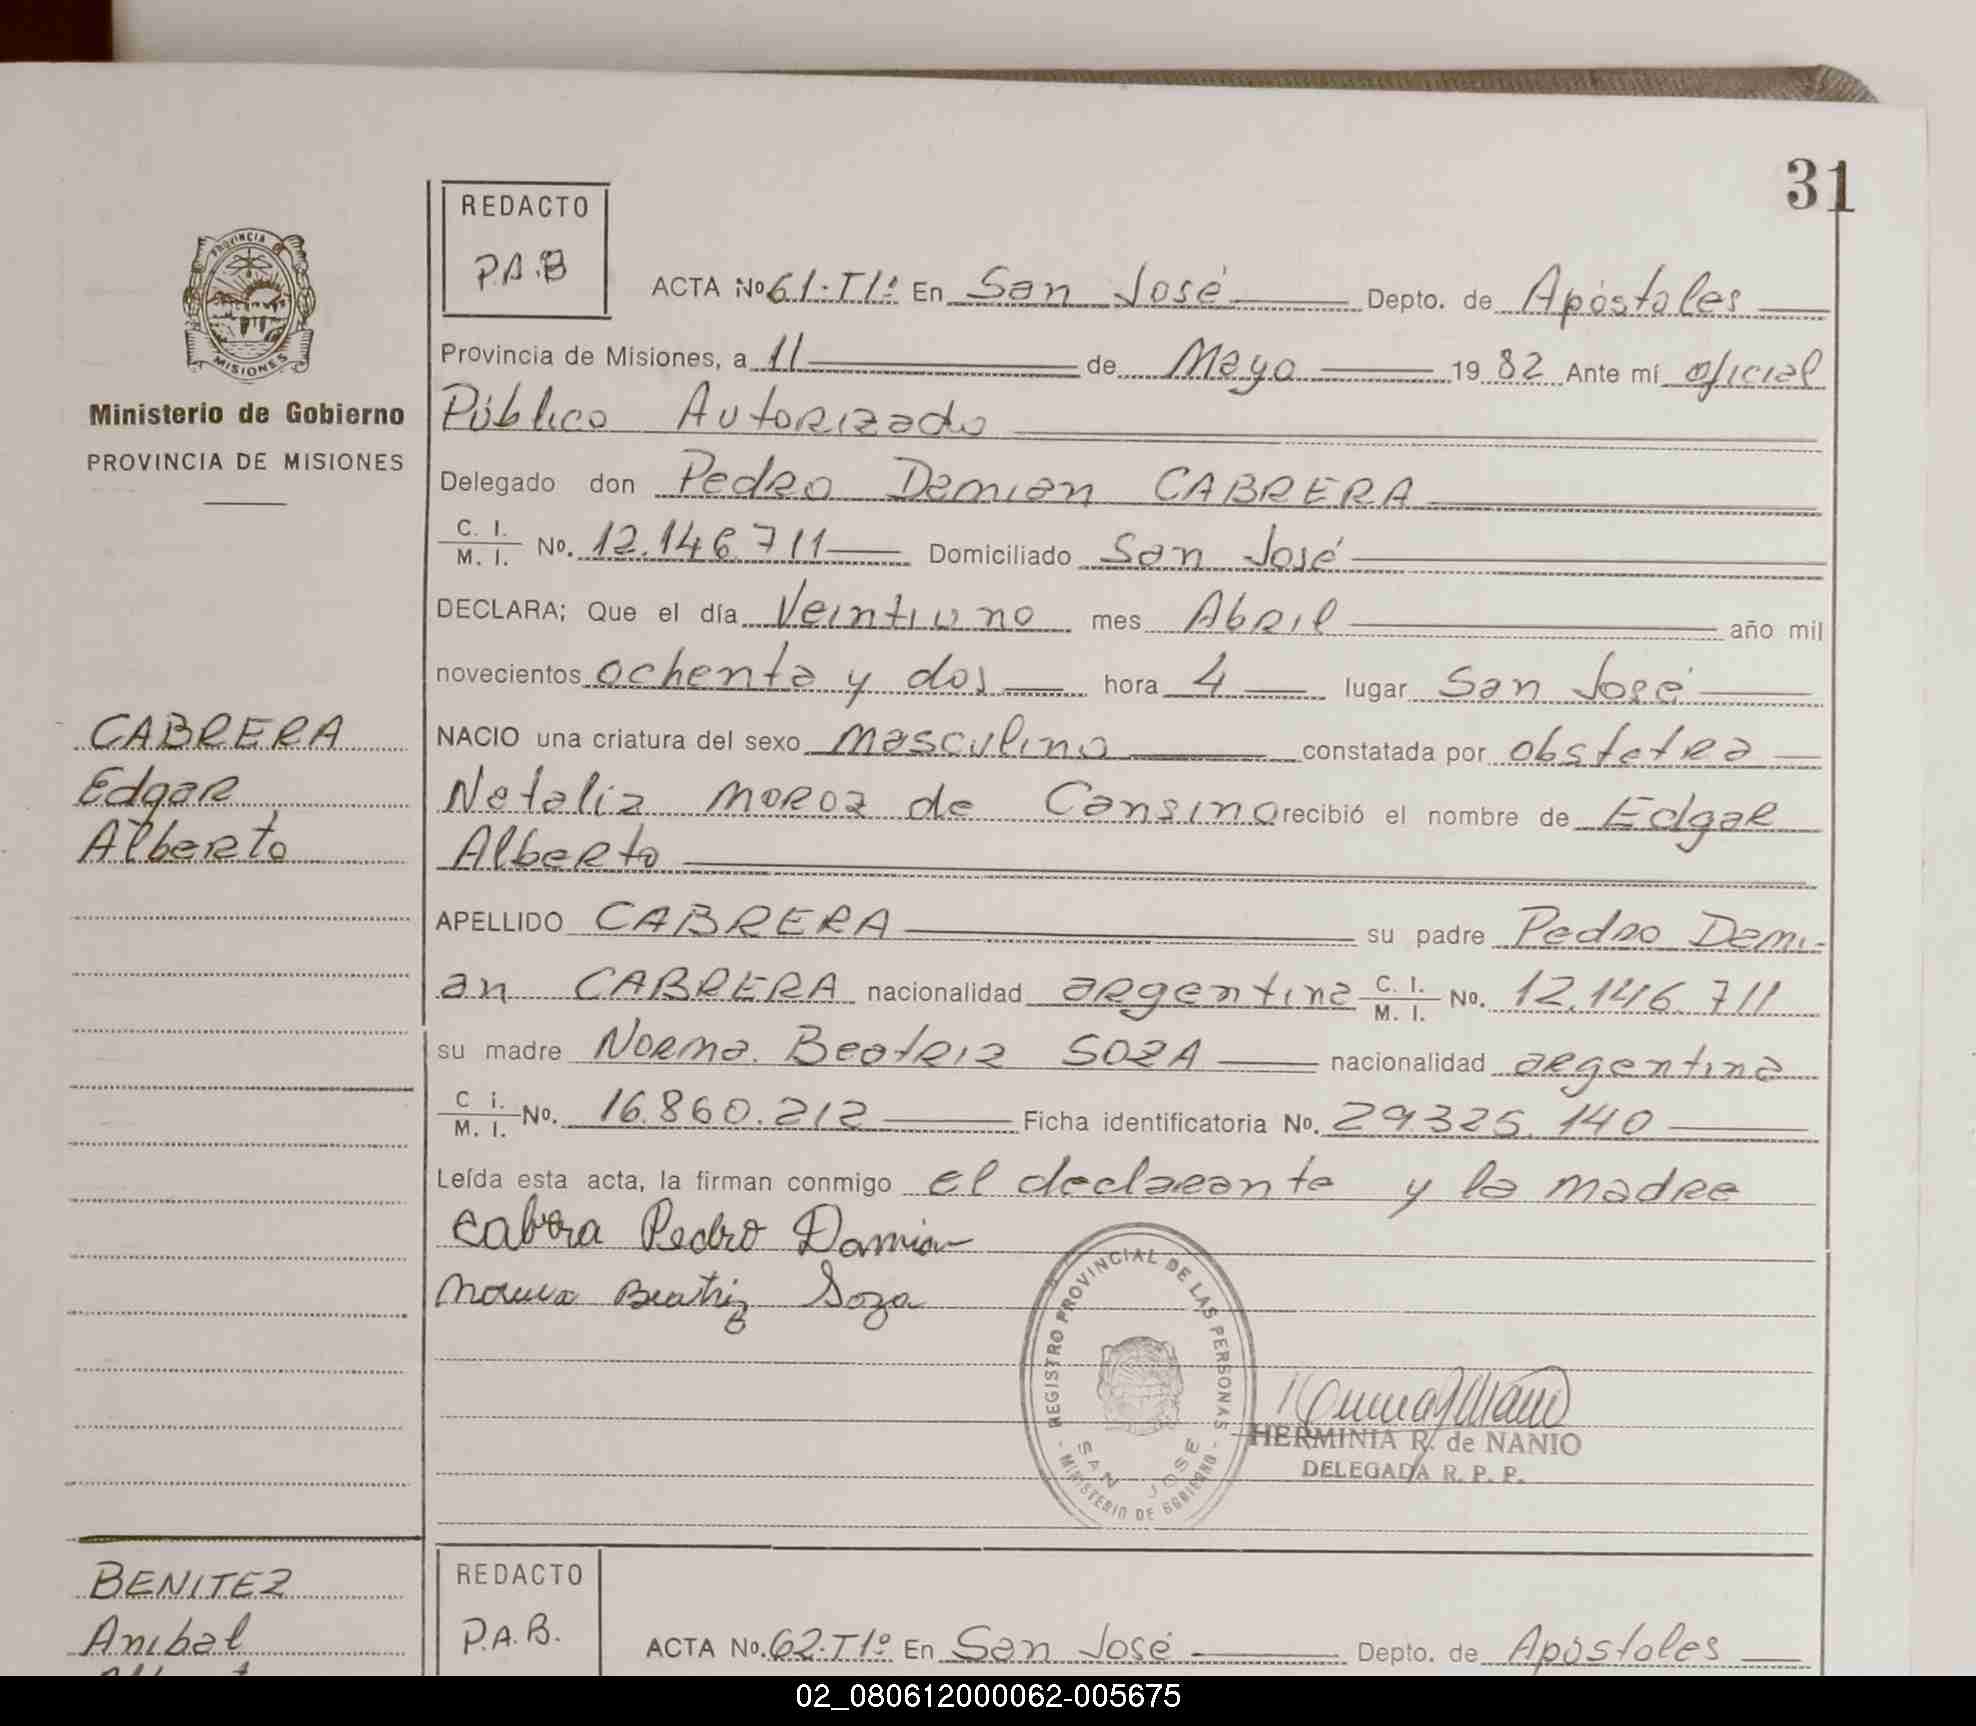 31
REDACTO
P.A.B
PROVINCIA DE
MISIONES
Ministerio de Gobierno
PROVINCIA DE MISIONES
ACTA Nº 61-T1º En San José Depto. de Apóstoles
Provincia de Misiones, a 11 de Mayo 1982 Ante mí oficial
Público Autorizado
Delegado don Pedro Damian CABRERA
C. I. / M. I. Nº. 12.146.711 Domiciliado San José
DECLARA; Que el día Veintiuno mes Abril año mil
novecientos ochenta y dos hora 4 lugar San José
CABRERA
Edgar
Alberto
NACIO una criatura del sexo masculino constatada por obstetra
Natalia MOROZ de Cansino recibió el nombre de Edgar
Alberto
APELLIDO CABRERA su padre Pedro Dami-
an CABRERA nacionalidad argentina C. I. / M. I. Nº. 12.146.711
su madre Norma Beatriz SOZA nacionalidad argentina
C i. / M. I. Nº. 16.860.212 Ficha identificatoria Nº. 29.325.140
Leída esta acta, la firman conmigo el declarante y la madre
Cabrera Pedro Damian
Norma Beatriz Soza
REGISTRO PROVINCIAL DE LAS PERSONAS
SAN JOSE
- MINISTERIO DE GOBIERNO -
HERMINIA R. de NANIO
DELEGADA R. P. P.
BENITEZ
Anibal
REDACTO
P.A.B.
ACTA Nº. 62-T1º En San José Depto. de Apóstoles
02_080612000062-005675